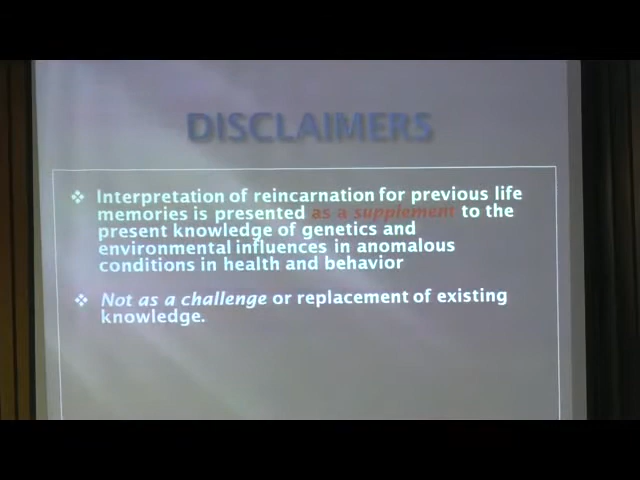 DISCLAIMERS
❖ Interpretation of reincarnation for previous life
memories is presented as a supplement to the
present knowledge of genetics and
environmental influences in anomalous
conditions in health and behavior
❖ Not as a challenge or replacement of existing
knowledge.